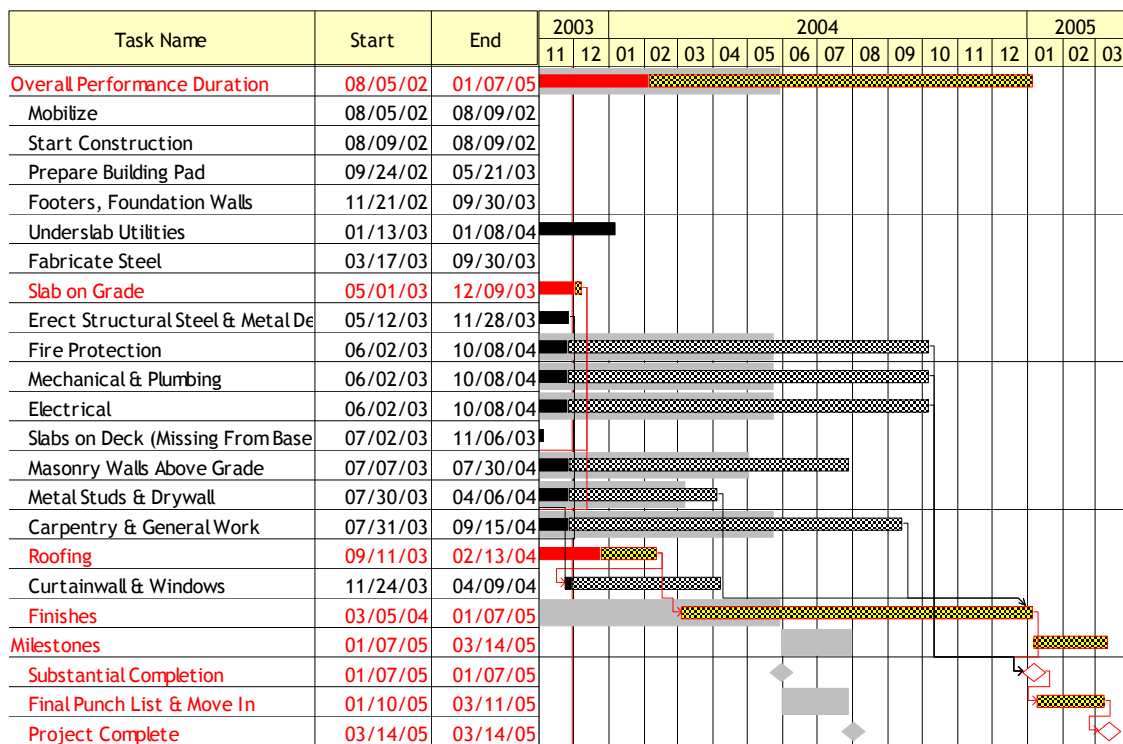 Task Name Start End 2003 2004 2005
11 12 01 02 03 04 05 06 07 08 09 10 11 12 01 02 03
Overall Performance Duration 08/05/02 01/07/05
Mobilize 08/05/02 08/09/02
Start Construction 08/09/02 08/09/02
Prepare Building Pad 09/24/02 05/21/03
Footers, Foundation Walls 11/21/02 09/30/03
Underslab Utilities 01/13/03 01/08/04
Fabricate Steel 03/17/03 09/30/03
Slab on Grade 05/01/03 12/09/03
Erect Structural Steel & Metal De 05/12/03 11/28/03
Fire Protection 06/02/03 10/08/04
Mechanical & Plumbing 06/02/03 10/08/04
Electrical 06/02/03 10/08/04
Slabs on Deck (Missing From Base 07/02/03 11/06/03
Masonry Walls Above Grade 07/07/03 07/30/04
Metal Studs & Drywall 07/30/03 04/06/04
Carpentry & General Work 07/31/03 09/15/04
Roofing 09/11/03 02/13/04
Curtainwall & Windows 11/24/03 04/09/04
Finishes 03/05/04 01/07/05
Milestones 01/07/05 03/14/05
Substantial Completion 01/07/05 01/07/05
Final Punch List & Move In 01/10/05 03/11/05
Project Complete 03/14/05 03/14/05